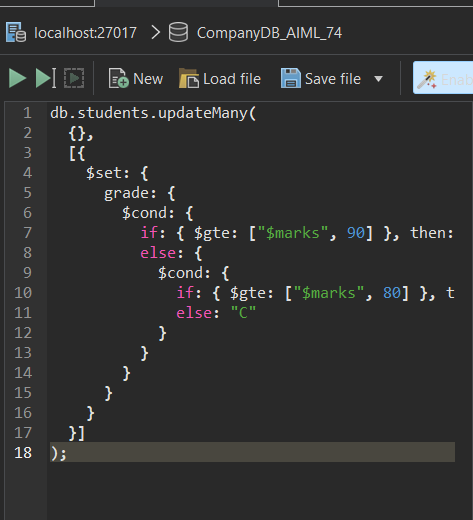 localhost:27017 > CompanyDB_AIML_74
New Load file Save file Enab
1 db.students.updateMany(
2 {},
3 [{
4 $set: {
5 grade: {
6 $cond: {
7 if: { $gte: ["$marks", 90] }, then:
8 else: {
9 $cond: {
10 if: { $gte: ["$marks", 80] }, t
11 else: "C"
12 }
13 }
14 }
15 }
16 }
17 }]
18 );